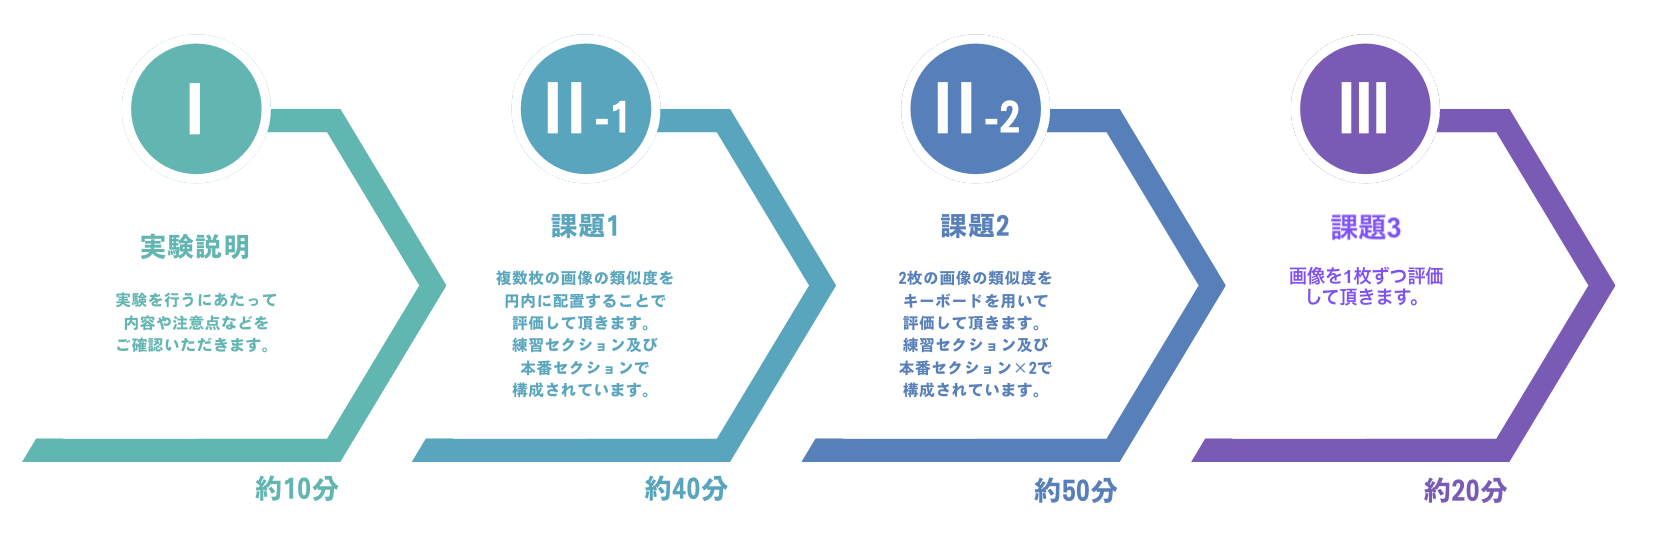 I
実験説明
実験を行うにあたって
内容や注意点などを
ご確認いただきます。
約10分
II-1
課題1
複数枚の画像の類似度を
円内に配置することで
評価して頂きます。
練習セクション及び
本番セクションで
構成されています。
約40分
II-2
課題2
2枚の画像の類似度を
キーボードを用いて
評価して頂きます。
練習セクション及び
本番セクション×2で
構成されています。
約50分
III
課題3
画像を1枚ずつ評価
して頂きます。
約20分